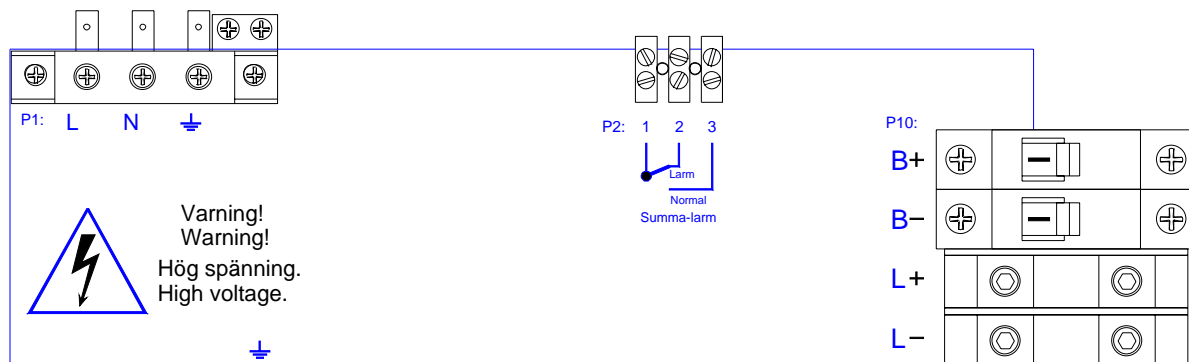 P1: L N
P2: 1 2 3
Larm
Normal
Summa-larm
P10:
B+
B−
L+
L−
Varning!
Warning!
Hög spänning.
High voltage.